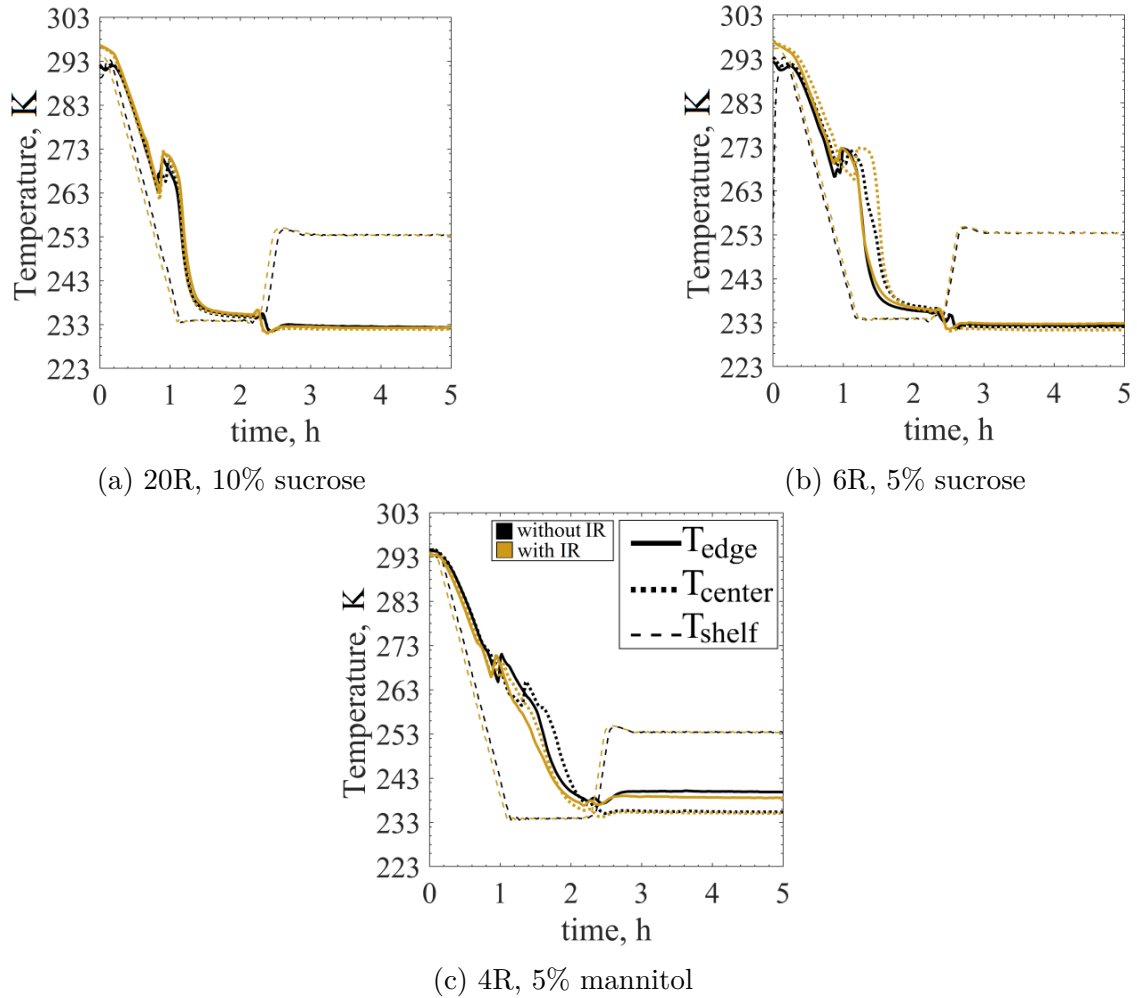 303
293
283
273
263
253
243
233
223
Temperature, K
0 1 2 3 4 5
time, h
(a) 20R, 10% sucrose
303
293
283
273
263
253
243
233
223
Temperature, K
0 1 2 3 4 5
time, h
(b) 6R, 5% sucrose
303
293
283
273
263
253
243
233
223
Temperature, K
without IR
with IR
Tedge
Tcenter
Tshelf
0 1 2 3 4 5
time, h
(c) 4R, 5% mannitol